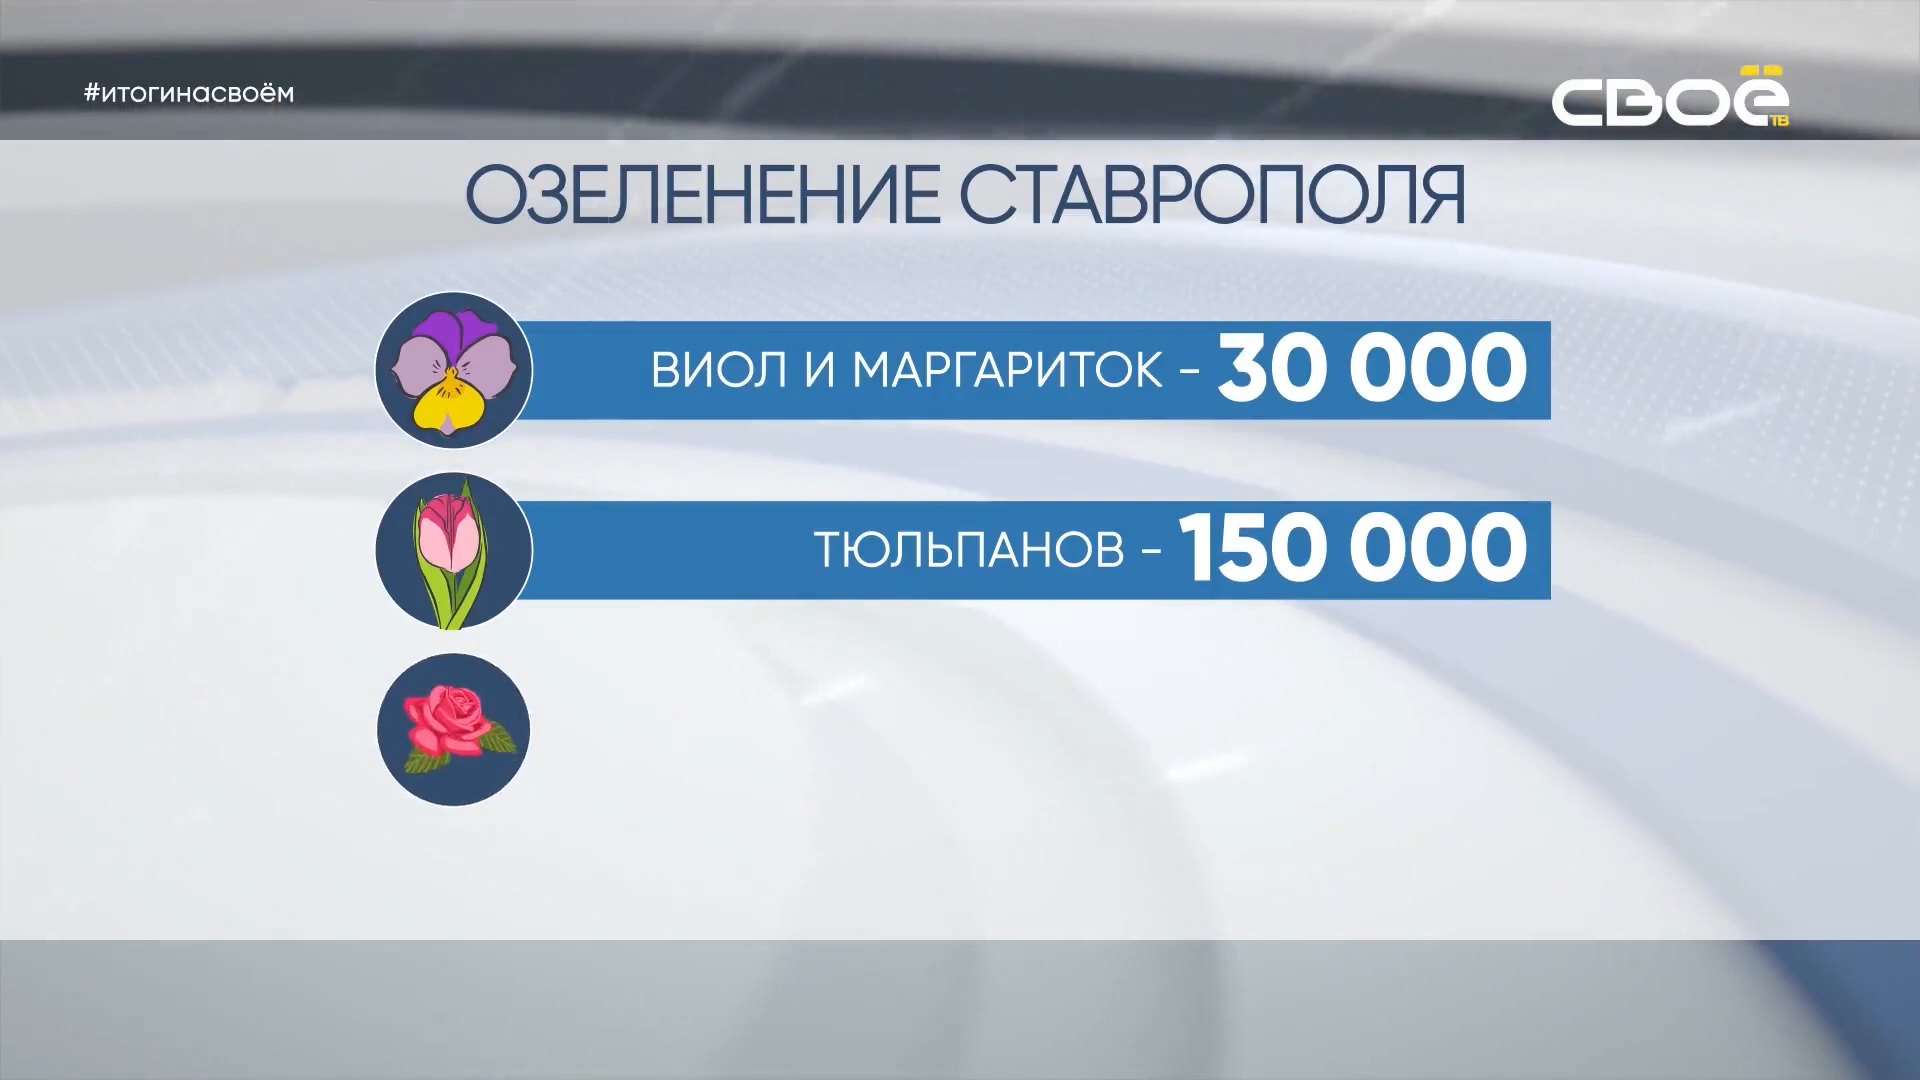 #итогинасвоём
СВОЁ
ТВ
ОЗЕЛЕНЕНИЕ СТАВРОПОЛЯ
ВИОЛ И МАРГАРИТОК - 30 000
ТЮЛЬПАНОВ - 150 000